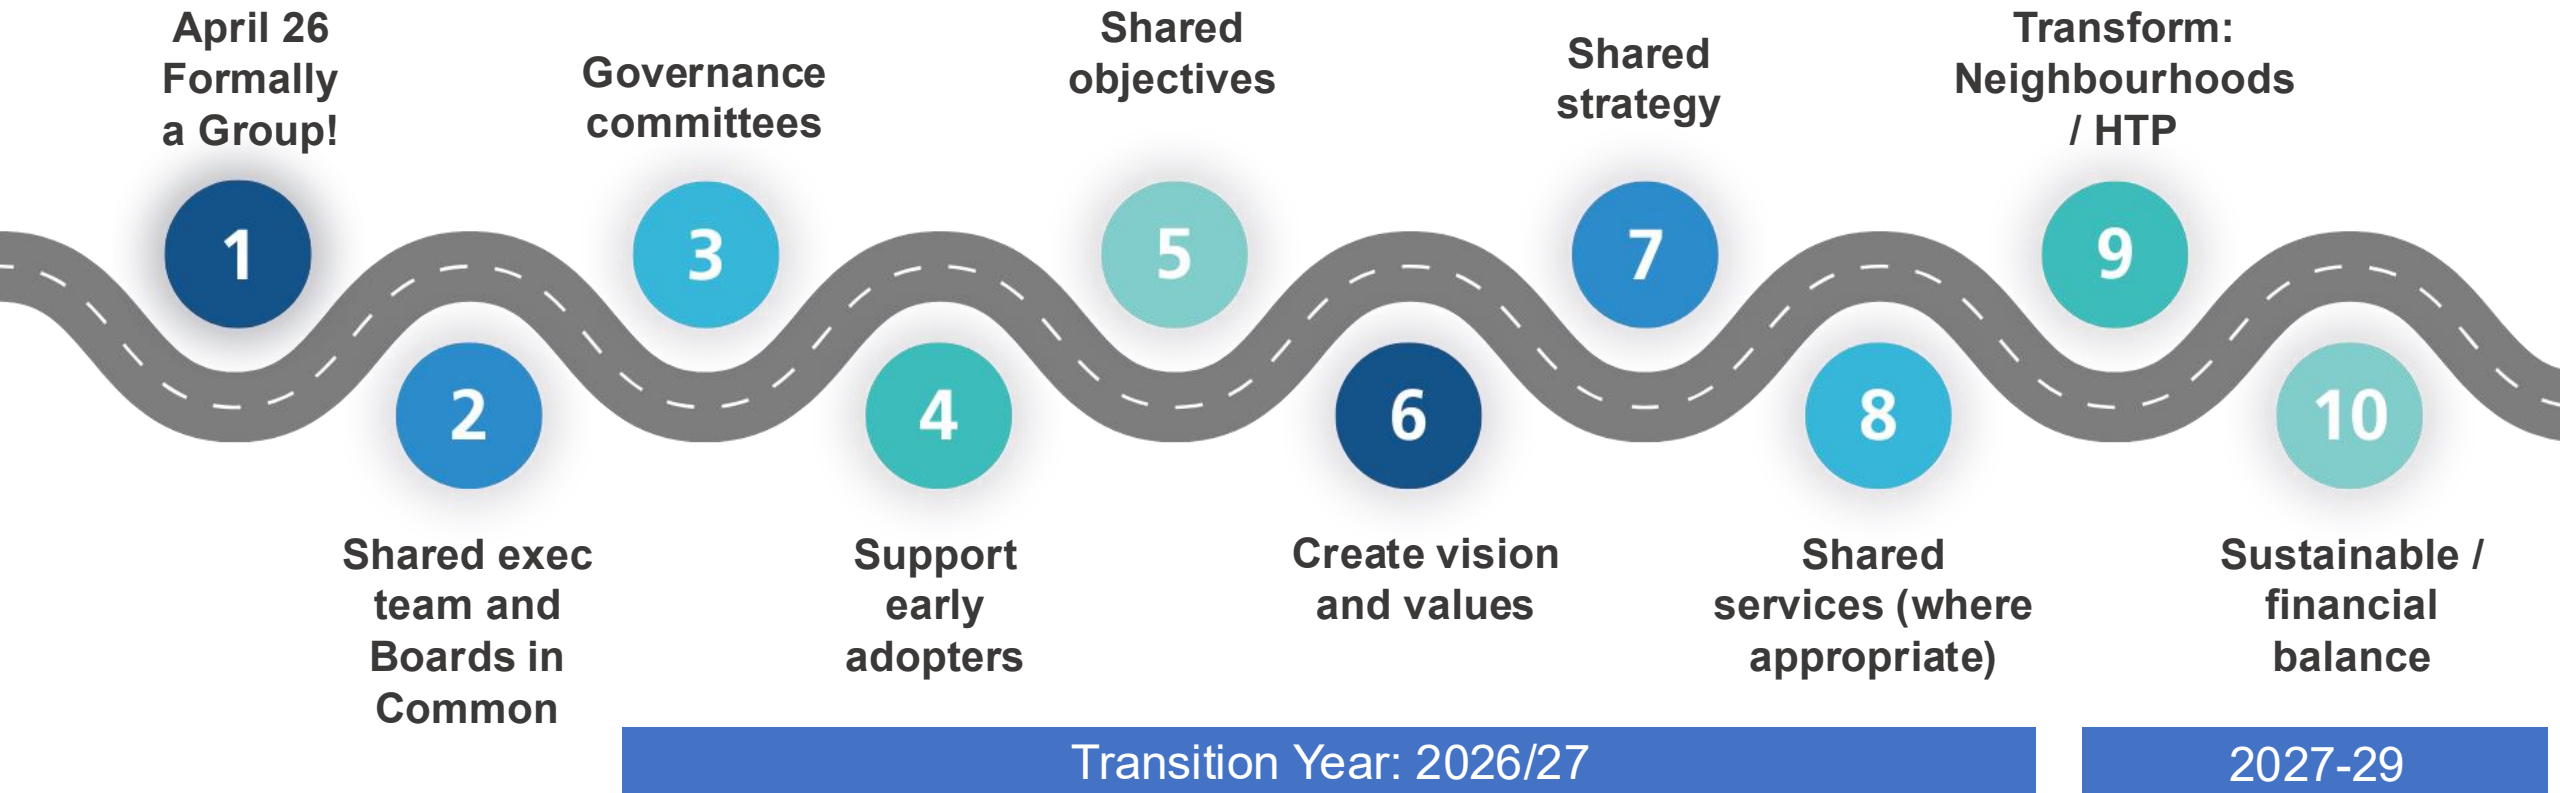 April 26
Formally
a Group!
1
Shared exec
team and
Boards in
Common
2
Governance
committees
3
Support
early
adopters
4
Shared
objectives
5
Create vision
and values
6
Shared
strategy
7
Shared
services (where
appropriate)
8
Transform:
Neighbourhoods
/ HTP
9
Sustainable /
financial
balance
10
Transition Year: 2026/27
2027-29